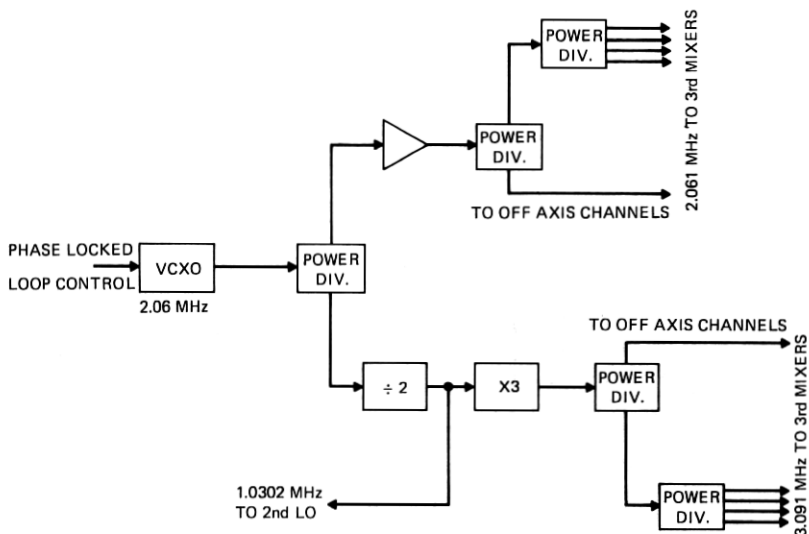 POWER
DIV.
2.061 MHz TO 3rd MIXERS
POWER
DIV.
TO OFF AXIS CHANNELS
PHASE LOCKED
LOOP CONTROL
VCXO
2.06 MHz
POWER
DIV.
TO OFF AXIS CHANNELS
÷ 2
X3
POWER
DIV.
3.091 MHz TO 3rd MIXERS
1.0302 MHz
TO 2nd LO
POWER
DIV.